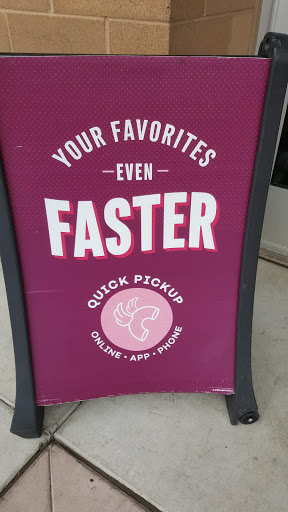 YOUR FAVORITES
— EVEN —
FASTER
QUICK PICKUP
ONLINE • APP • PHONE